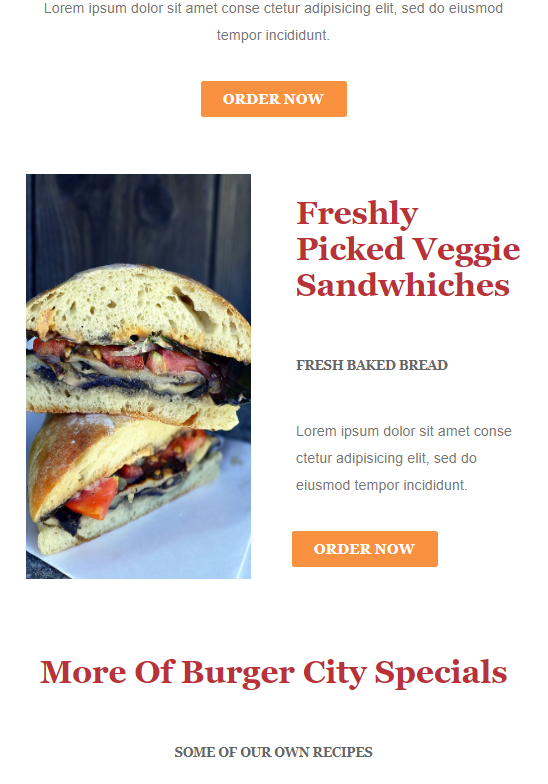 Lorem ipsum dolor sit amet conse ctetur adipisicing elit, sed do eiusmod
tempor incididunt.
ORDER NOW
Freshly
Picked Veggie
Sandwhiches
FRESH BAKED BREAD
Lorem ipsum dolor sit amet conse
ctetur adipisicing elit, sed do
eiusmod tempor incididunt.
ORDER NOW
More Of Burger City Specials
SOME OF OUR OWN RECIPES